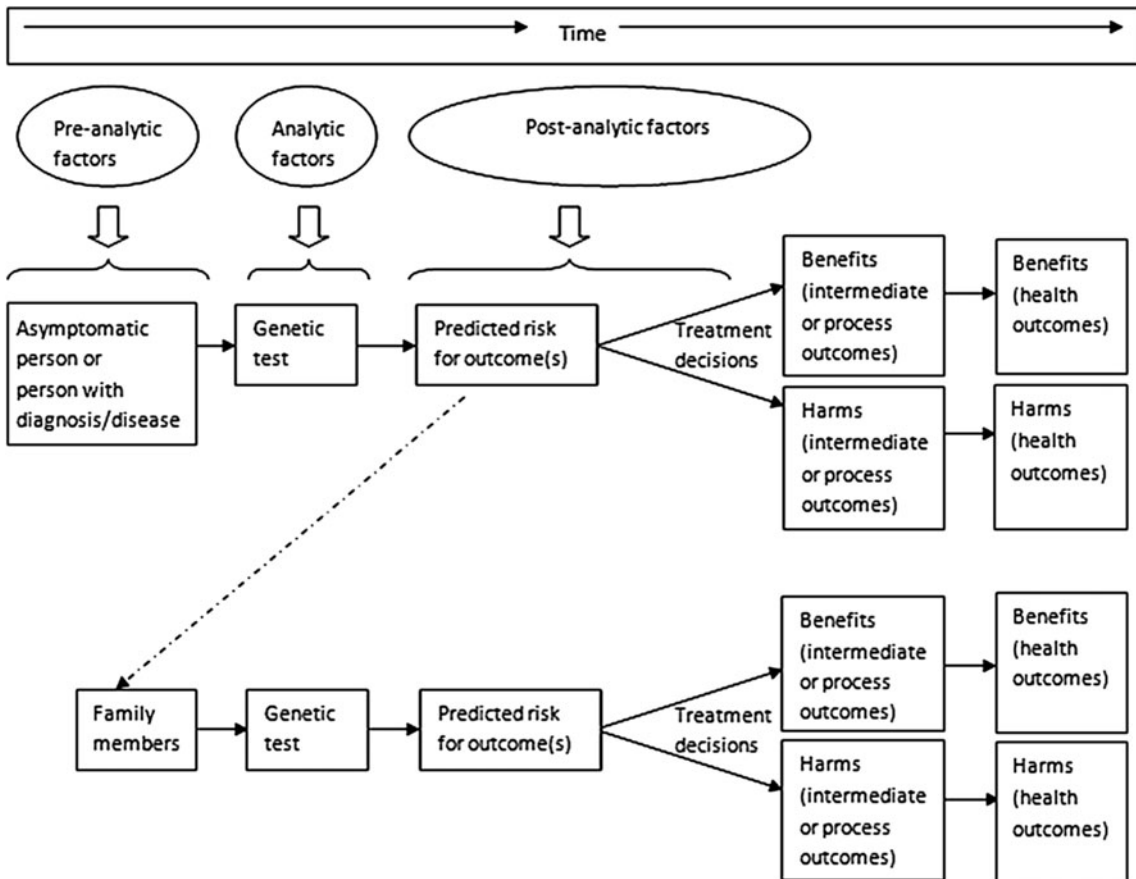 Time
Pre-analytic
factors
Analytic
factors
Post-analytic factors
Asymptomatic
person or
person with
diagnosis/disease
Genetic
test
Predicted risk
for outcome(s)
Treatment
decisions
Benefits
(intermediate
or process
outcomes)
Benefits
(health
outcomes)
Harms
(intermediate
or process
outcomes)
Harms
(health
outcomes)
Family
members
Genetic
test
Predicted risk
for outcome(s)
Treatment
decisions
Benefits
(intermediate
or process
outcomes)
Benefits
(health
outcomes)
Harms
(intermediate
or process
outcomes)
Harms
(health
outcomes)